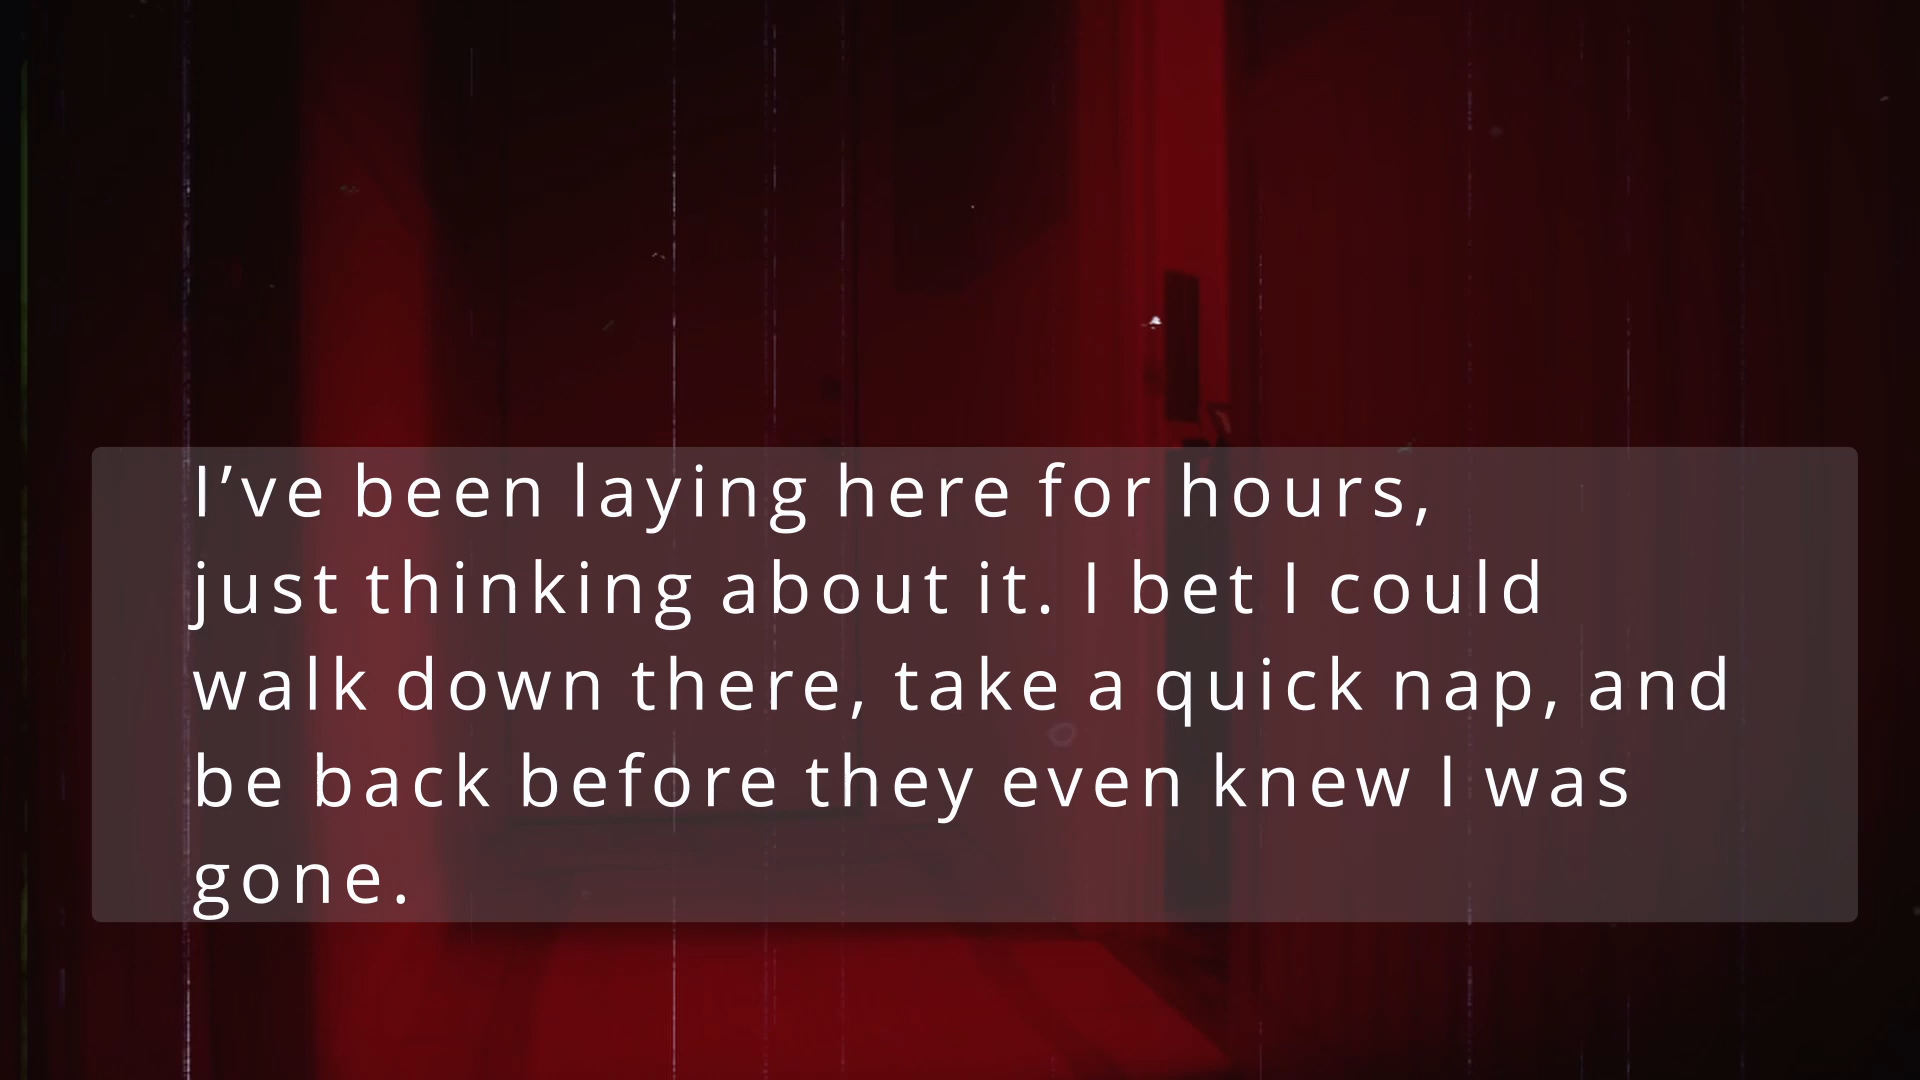 I’ve been laying here for hours,
just thinking about it. I bet I could
walk down there, take a quick nap, and
be back before they even knew I was
gone.